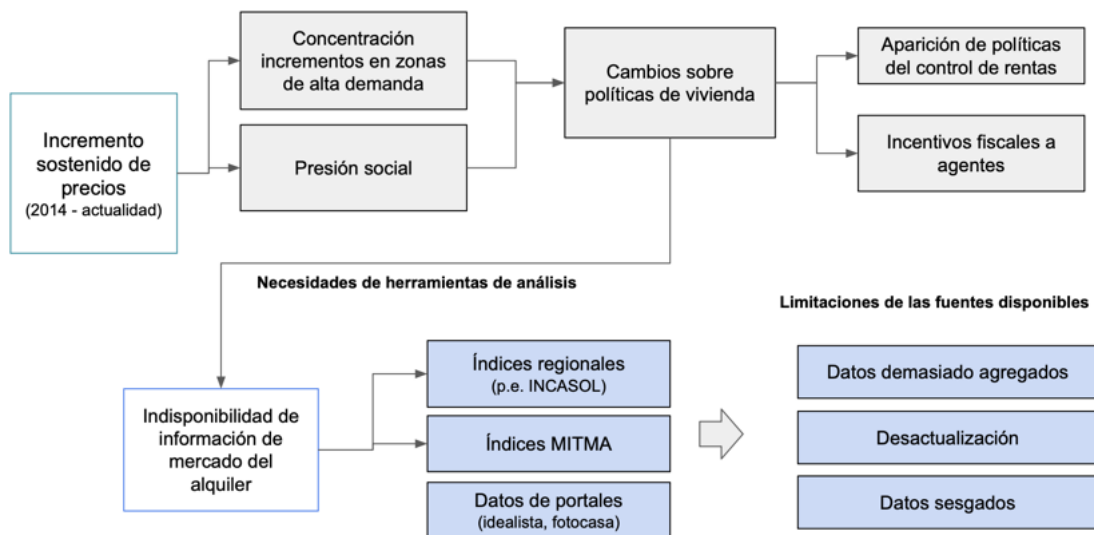 Incremento
sostenido de
precios
(2014 - actualidad)
Concentración
incrementos en zonas
de alta demanda
Presión social
Cambios sobre
políticas de vivienda
Aparición de políticas
del control de rentas
Incentivos fiscales a
agentes
Necesidades de herramientas de análisis
Limitaciones de las fuentes disponibles
Indisponibilidad de
información de
mercado del
alquiler
Índices regionales
(p.e. INCASOL)
Índices MITMA
Datos de portales
(idealista, fotocasa)
Datos demasiado agregados
Desactualización
Datos sesgados